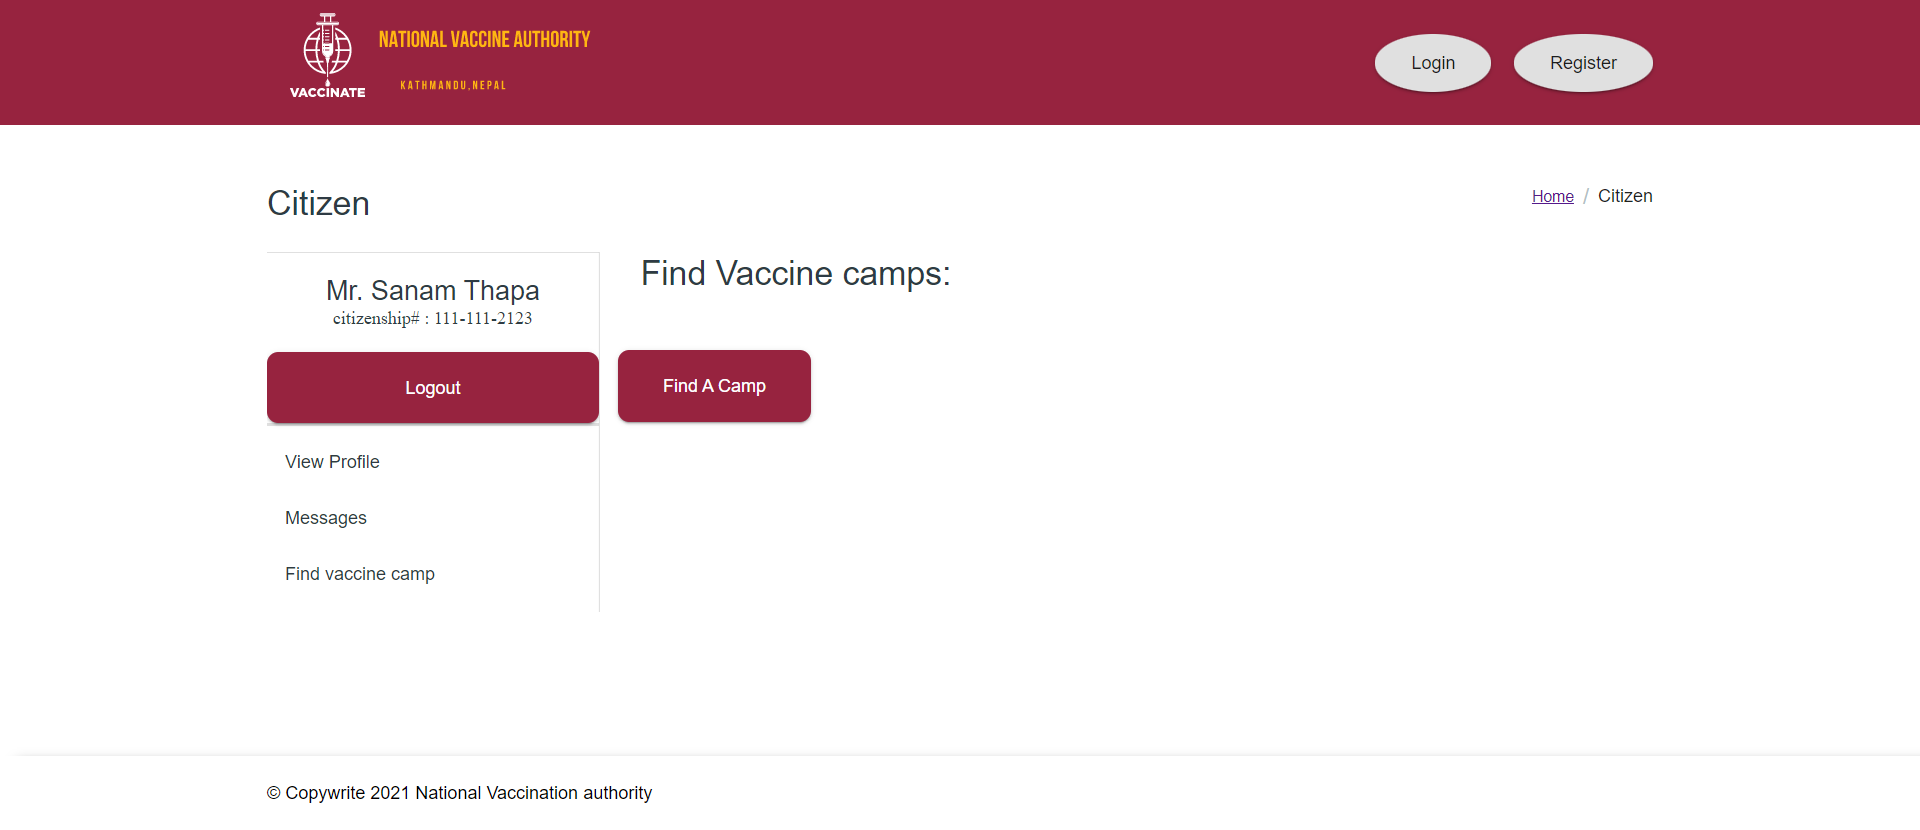 VACCINATE
NATIONAL VACCINE AUTHORITY
KATHMANDU,NEPAL
Login
Register
Citizen
Home / Citizen
Mr. Sanam Thapa
citizenship# : 111-111-2123
Logout
View Profile
Messages
Find vaccine camp
Find Vaccine camps:
Find A Camp
© Copywrite 2021 National Vaccination authority